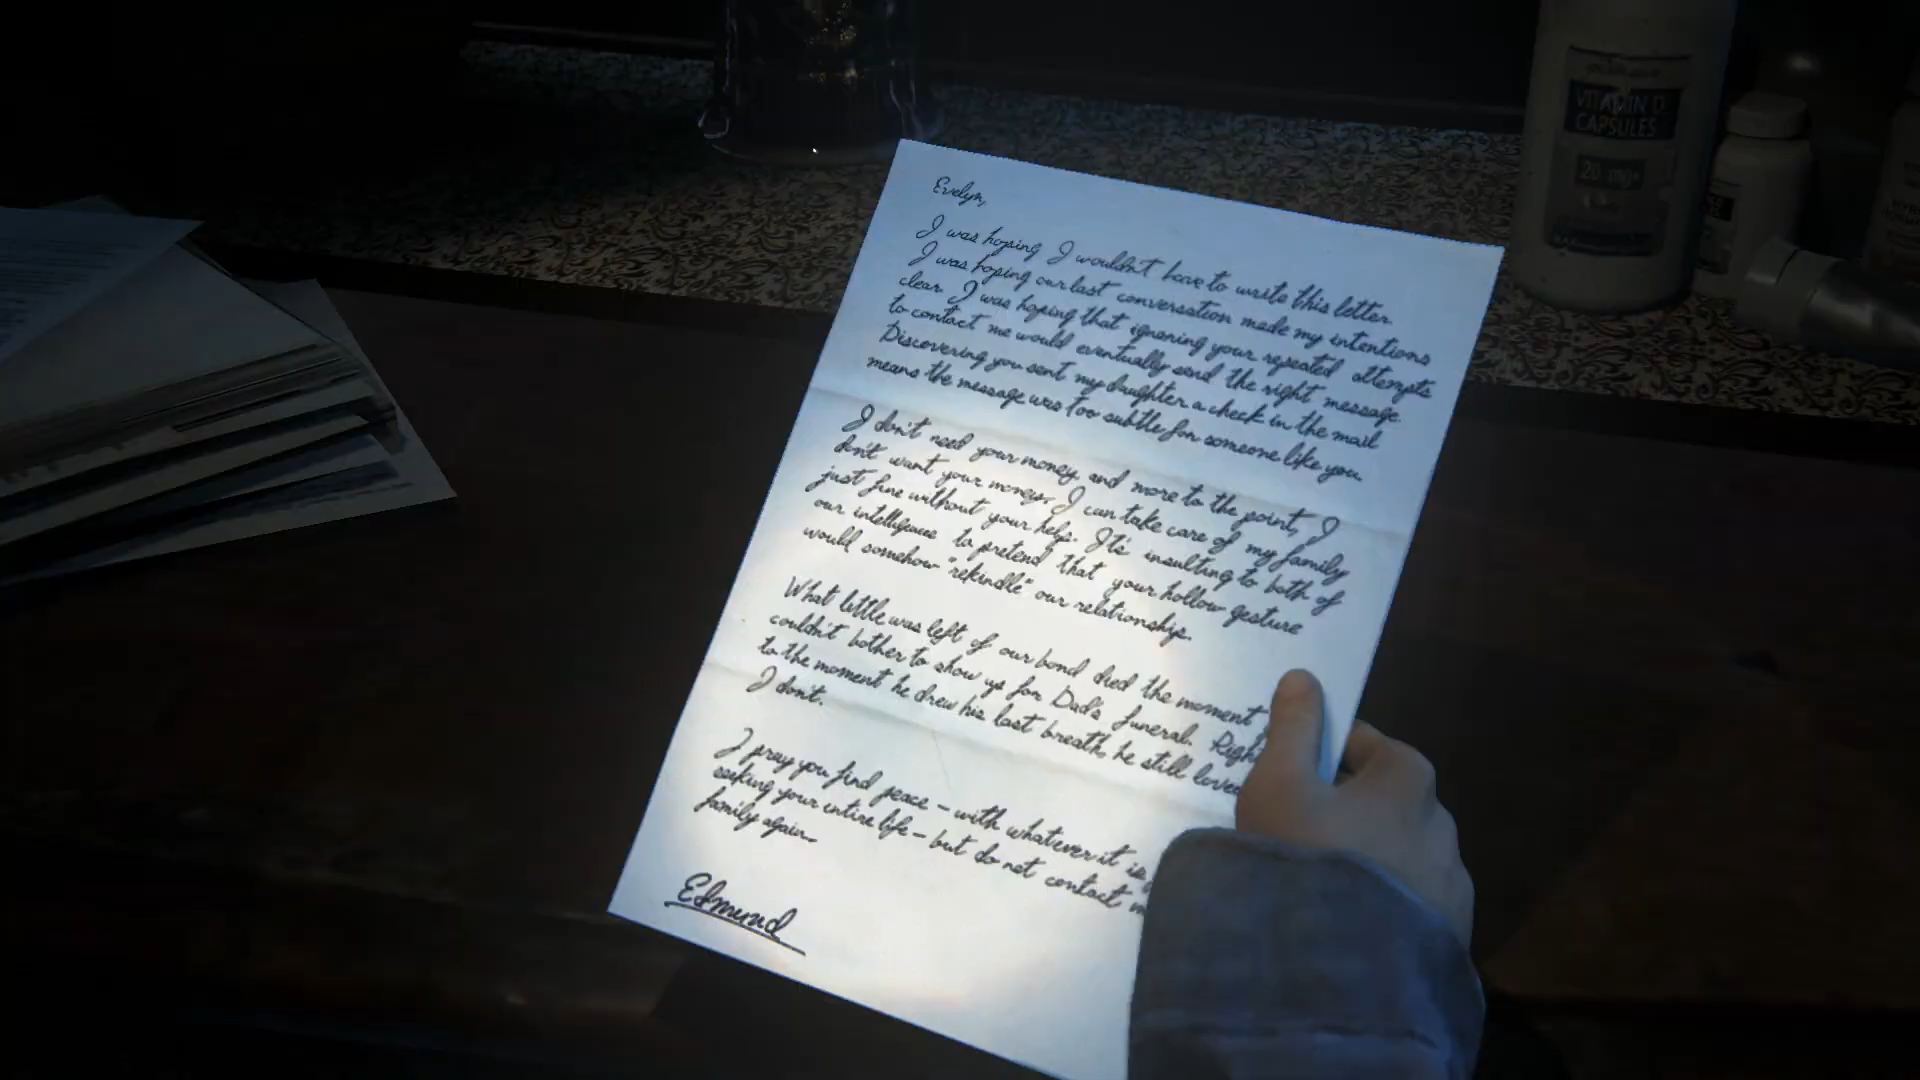 Evelyn,
I was hoping I wouldn't have to write this letter.
I was hoping our last conversation made my intentions
clear. I was hoping that ignoring your repeated attempts
to contact me would eventually send the right message.
Discovering you sent my daughter a check in the mail
means the message was too subtle for someone like you.
I don't need your money, and more to the point, I
don't want your money. I can take care of my family
just fine without your help. It's insulting to both of
our intelligence to pretend that your hollow gesture
would somehow "rekindle" our relationship.
What little was left of our bond died the moment
couldn't bother to show up for Dad's funeral. Right
to the moment he drew his last breath, he still loved
I don't.
I pray you find peace - with whatever it is
seeking your entire life - but do not contact
family again.
Edmund
VITAMIN D
CAPSULES
20 mg